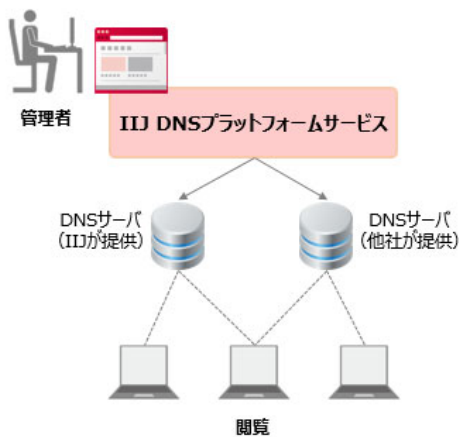 管理者
IIJ DNSプラットフォームサービス
DNSサーバ
（IIJが提供）
DNSサーバ
（他社が提供）
閲覧